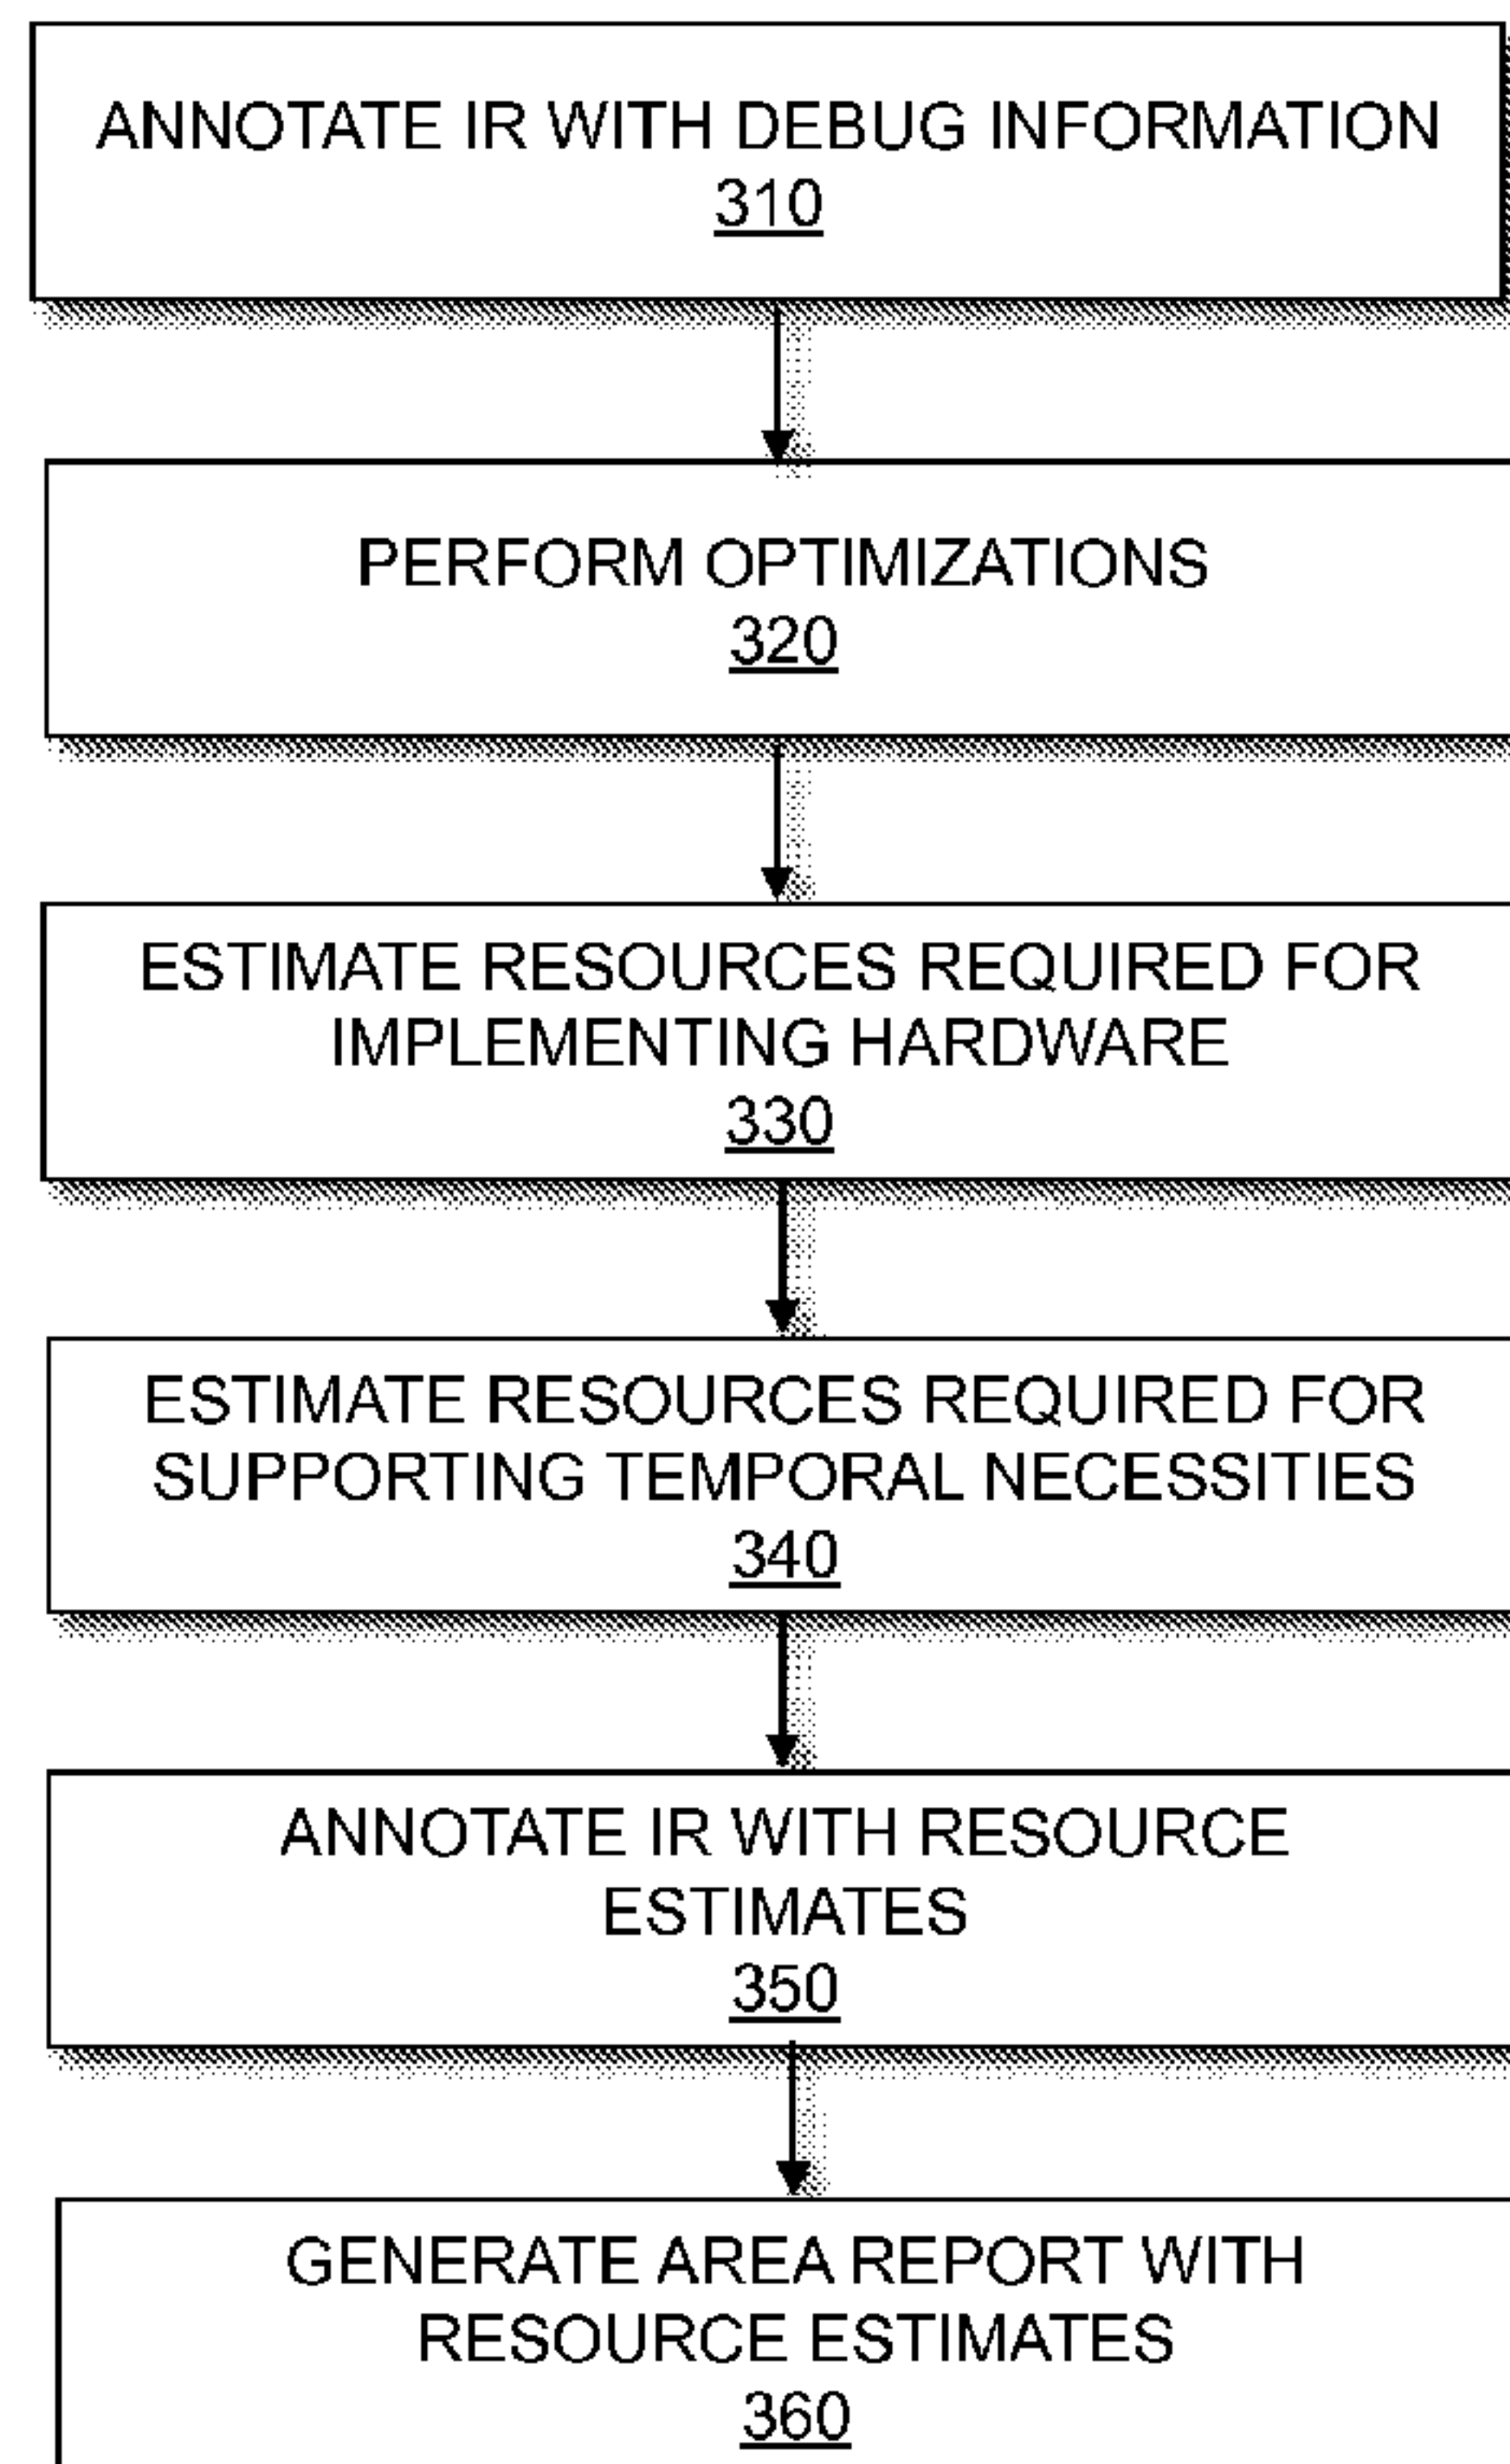 ANNOTATE IR WITH DEBUG INFORMATION
310
PERFORM OPTIMIZATIONS
320
ESTIMATE RESOURCES REQUIRED FOR
IMPLEMENTING HARDWARE
330
ESTIMATE RESOURCES REQUIRED FOR
SUPPORTING TEMPORAL NECESSITIES
340
ANNOTATE IR WITH RESOURCE
ESTIMATES
350
GENERATE AREA REPORT WITH
RESOURCE ESTIMATES
360